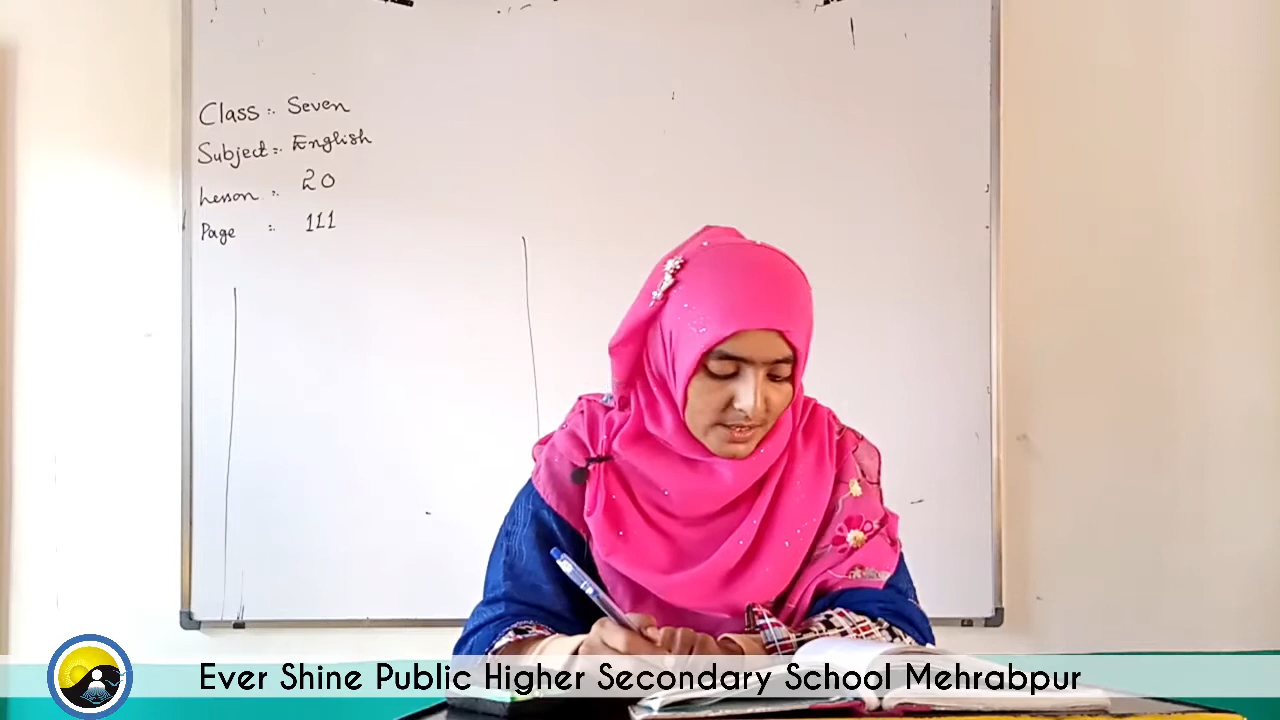 Class :. Seven
Subject :. English
Lesson :. 20
Page :. 111
Ever Shine Public Higher Secondary School Mehrabpur